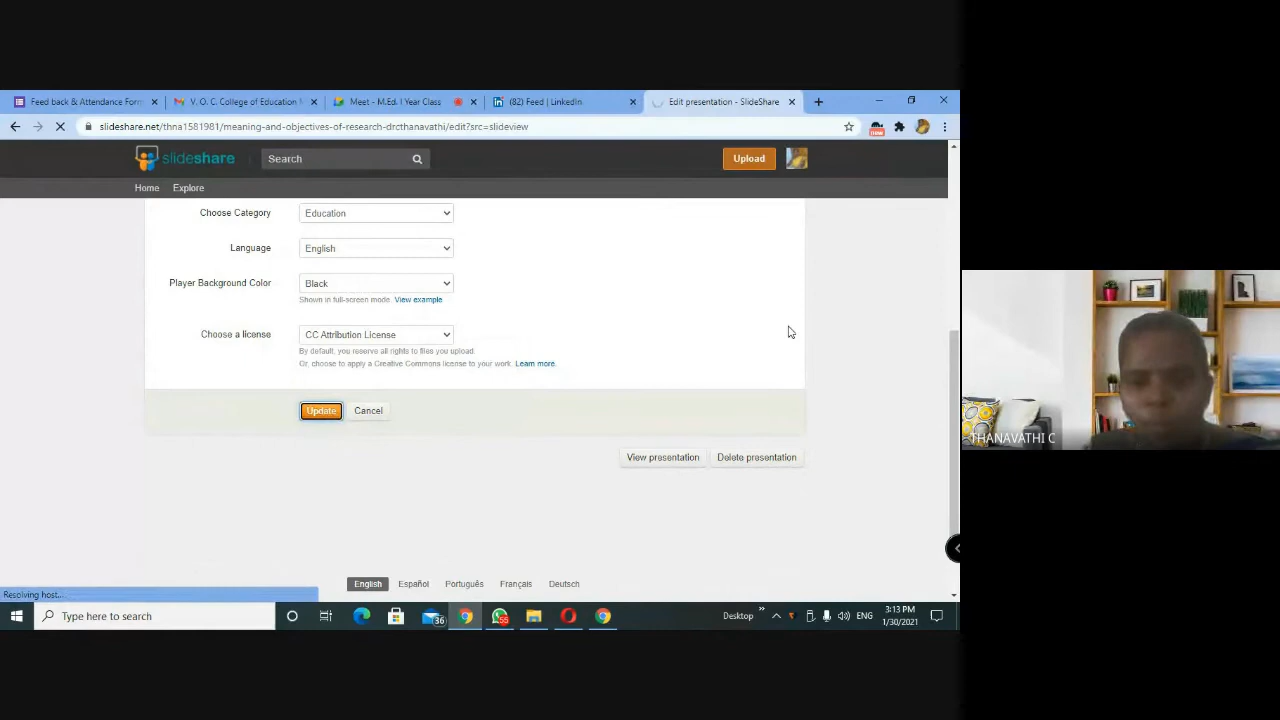 Feed back & Attendance Form
V. O. C. College of Education
Meet - M.Ed. I Year Class
(82) Feed | LinkedIn
Edit presentation - SlideShare
slideshare.net/thna1581981/meaning-and-objectives-of-research-drcthanavathi/edit?src=slideview
new
slideshare
Search
Upload
Home
Explore
Choose Category
Education
Language
English
Player Background Color
Black
Shown in full-screen mode. View example
Choose a license
CC Attribution License
By default, you reserve all rights to files you upload
Or, choose to apply a Creative Commons license to your work. Learn more.
Update
Cancel
View presentation
Delete presentation
THANAVATHI C
English
Español
Português
Français
Deutsch
Resolving host...
Type here to search
36
55
Desktop
ENG
3:13 PM
1/30/2021